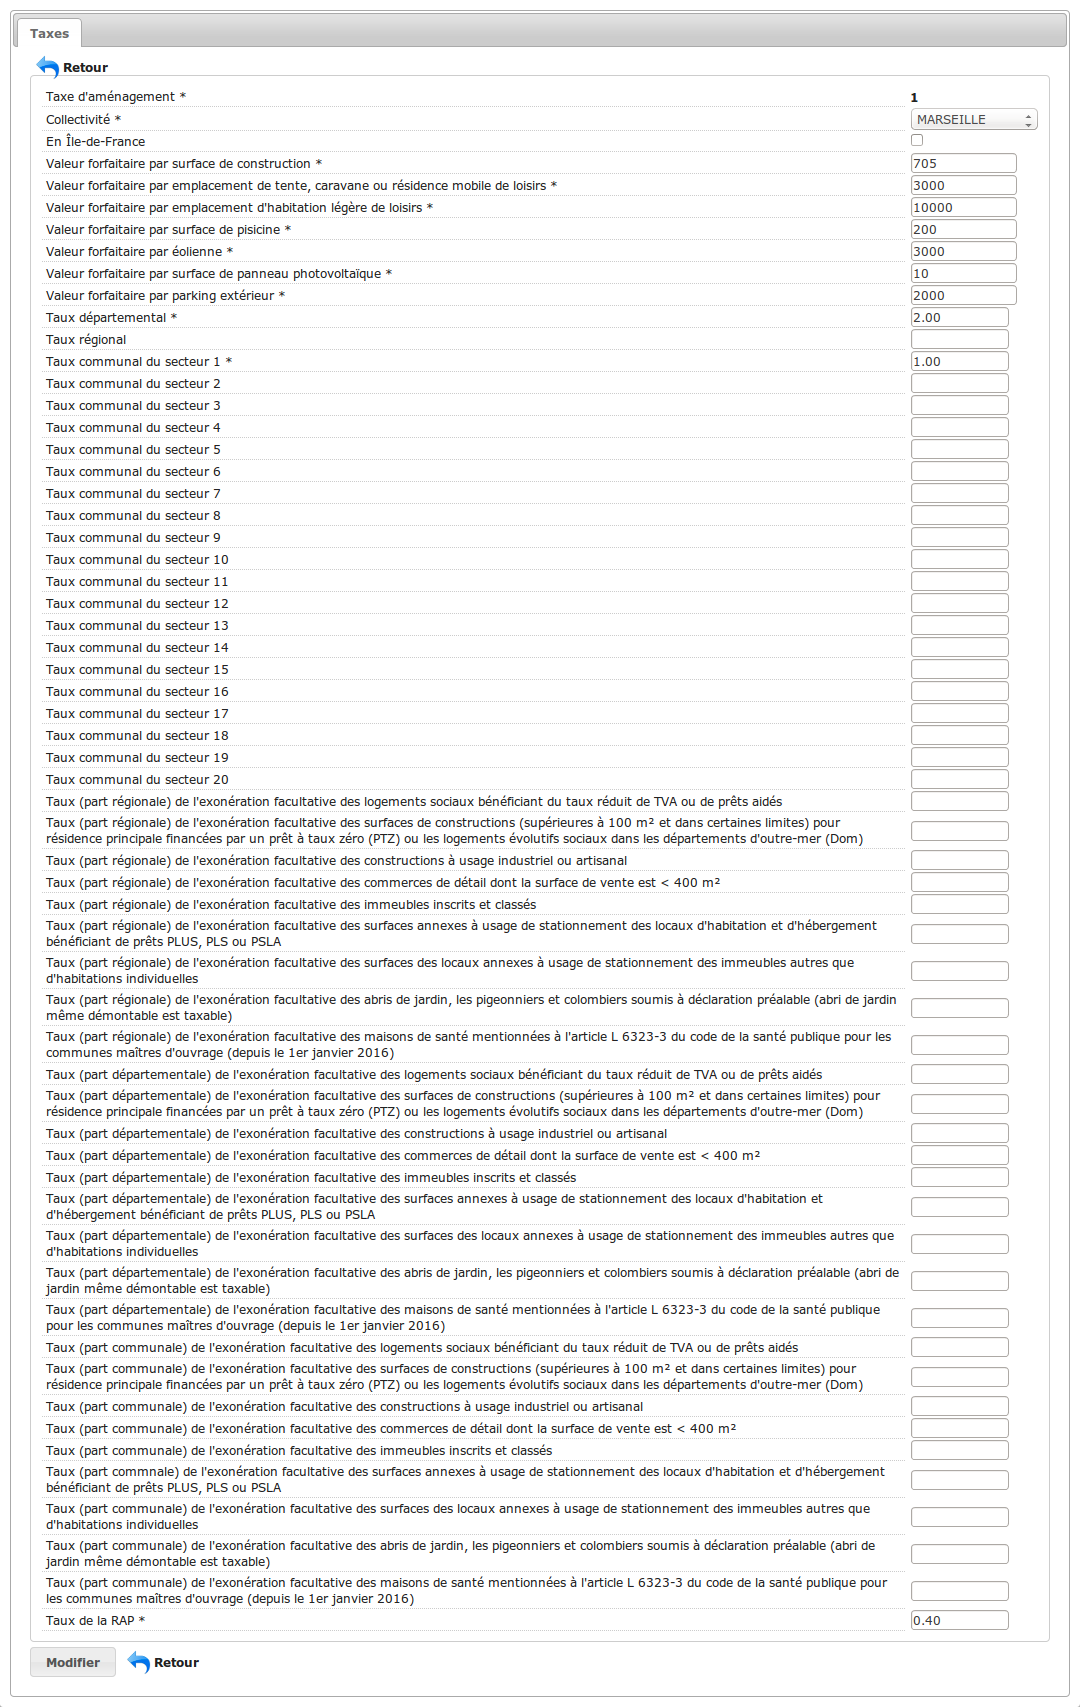 Taxes
Retour
Taxe d'aménagement * 1
Collectivité * MARSEILLE
En Île-de-France
Valeur forfaitaire par surface de construction * 705
Valeur forfaitaire par emplacement de tente, caravane ou résidence mobile de loisirs * 3000
Valeur forfaitaire par emplacement d'habitation légère de loisirs * 10000
Valeur forfaitaire par surface de pisicine * 200
Valeur forfaitaire par éolienne * 3000
Valeur forfaitaire par surface de panneau photovoltaïque * 10
Valeur forfaitaire par parking extérieur * 2000
Taux départemental * 2.00
Taux régional
Taux communal du secteur 1 * 1.00
Taux communal du secteur 2
Taux communal du secteur 3
Taux communal du secteur 4
Taux communal du secteur 5
Taux communal du secteur 6
Taux communal du secteur 7
Taux communal du secteur 8
Taux communal du secteur 9
Taux communal du secteur 10
Taux communal du secteur 11
Taux communal du secteur 12
Taux communal du secteur 13
Taux communal du secteur 14
Taux communal du secteur 15
Taux communal du secteur 16
Taux communal du secteur 17
Taux communal du secteur 18
Taux communal du secteur 19
Taux communal du secteur 20
Taux (part régionale) de l'exonération facultative des logements sociaux bénéficiant du taux réduit de TVA ou de prêts aidés
Taux (part régionale) de l'exonération facultative des surfaces de constructions (supérieures à 100 m² et dans certaines limites) pour
résidence principale financées par un prêt à taux zéro (PTZ) ou les logements évolutifs sociaux dans les départements d'outre-mer (Dom)
Taux (part régionale) de l'exonération facultative des constructions à usage industriel ou artisanal
Taux (part régionale) de l'exonération facultative des commerces de détail dont la surface de vente est < 400 m²
Taux (part régionale) de l'exonération facultative des immeubles inscrits et classés
Taux (part régionale) de l'exonération facultative des surfaces annexes à usage de stationnement des locaux d'habitation et d'hébergement
bénéficiant de prêts PLUS, PLS ou PSLA
Taux (part régionale) de l'exonération facultative des surfaces des locaux annexes à usage de stationnement des immeubles autres que
d'habitations individuelles
Taux (part régionale) de l'exonération facultative des abris de jardin, les pigeonniers et colombiers soumis à déclaration préalable (abri de jardin
même démontable est taxable)
Taux (part régionale) de l'exonération facultative des maisons de santé mentionnées à l'article L 6323-3 du code de la santé publique pour les
communes maîtres d'ouvrage (depuis le 1er janvier 2016)
Taux (part départementale) de l'exonération facultative des logements sociaux bénéficiant du taux réduit de TVA ou de prêts aidés
Taux (part départementale) de l'exonération facultative des surfaces de constructions (supérieures à 100 m² et dans certaines limites) pour
résidence principale financées par un prêt à taux zéro (PTZ) ou les logements évolutifs sociaux dans les départements d'outre-mer (Dom)
Taux (part départementale) de l'exonération facultative des constructions à usage industriel ou artisanal
Taux (part départementale) de l'exonération facultative des commerces de détail dont la surface de vente est < 400 m²
Taux (part départementale) de l'exonération facultative des immeubles inscrits et classés
Taux (part départementale) de l'exonération facultative des surfaces annexes à usage de stationnement des locaux d'habitation et
d'hébergement bénéficiant de prêts PLUS, PLS ou PSLA
Taux (part départementale) de l'exonération facultative des surfaces des locaux annexes à usage de stationnement des immeubles autres que
d'habitations individuelles
Taux (part départementale) de l'exonération facultative des abris de jardin, les pigeonniers et colombiers soumis à déclaration préalable (abri de
jardin même démontable est taxable)
Taux (part départementale) de l'exonération facultative des maisons de santé mentionnées à l'article L 6323-3 du code de la santé publique
pour les communes maîtres d'ouvrage (depuis le 1er janvier 2016)
Taux (part communale) de l'exonération facultative des logements sociaux bénéficiant du taux réduit de TVA ou de prêts aidés
Taux (part communale) de l'exonération facultative des surfaces de constructions (supérieures à 100 m² et dans certaines limites) pour
résidence principale financées par un prêt à taux zéro (PTZ) ou les logements évolutifs sociaux dans les départements d'outre-mer (Dom)
Taux (part communale) de l'exonération facultative des constructions à usage industriel ou artisanal
Taux (part communale) de l'exonération facultative des commerces de détail dont la surface de vente est < 400 m²
Taux (part communale) de l'exonération facultative des immeubles inscrits et classés
Taux (part commnale) de l'exonération facultative des surfaces annexes à usage de stationnement des locaux d'habitation et d'hébergement
bénéficiant de prêts PLUS, PLS ou PSLA
Taux (part communale) de l'exonération facultative des surfaces des locaux annexes à usage de stationnement des immeubles autres que
d'habitations individuelles
Taux (part communale) de l'exonération facultative des abris de jardin, les pigeonniers et colombiers soumis à déclaration préalable (abri de
jardin même démontable est taxable)
Taux (part communale) de l'exonération facultative des maisons de santé mentionnées à l'article L 6323-3 du code de la santé publique pour
les communes maîtres d'ouvrage (depuis le 1er janvier 2016)
Taux de la RAP * 0.40
Modifier Retour